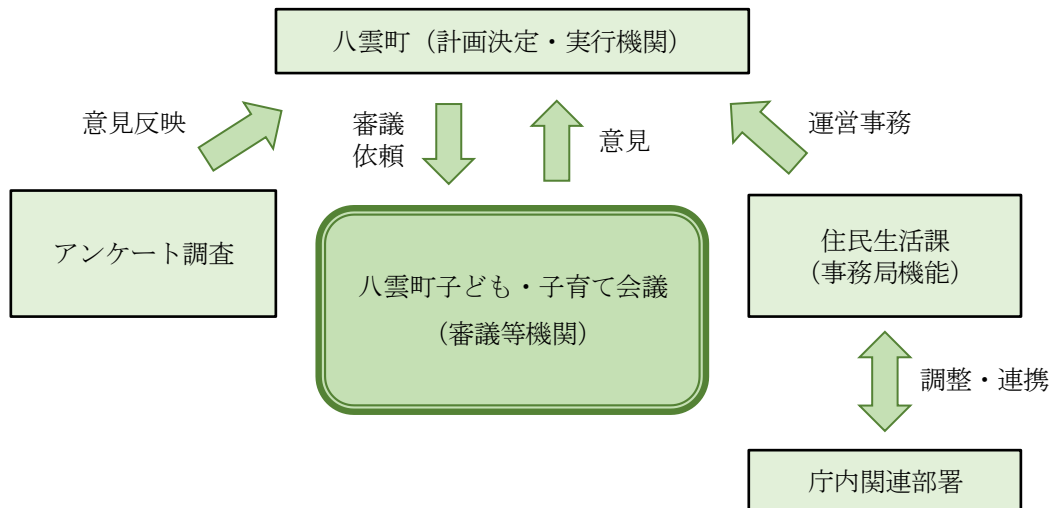 八雲町（計画決定・実行機関）
意見反映
審議
依頼
意見
運営事務
アンケート調査
八雲町子ども・子育て会議
（審議等機関）
住民生活課
（事務局機能）
調整・連携
庁内関連部署